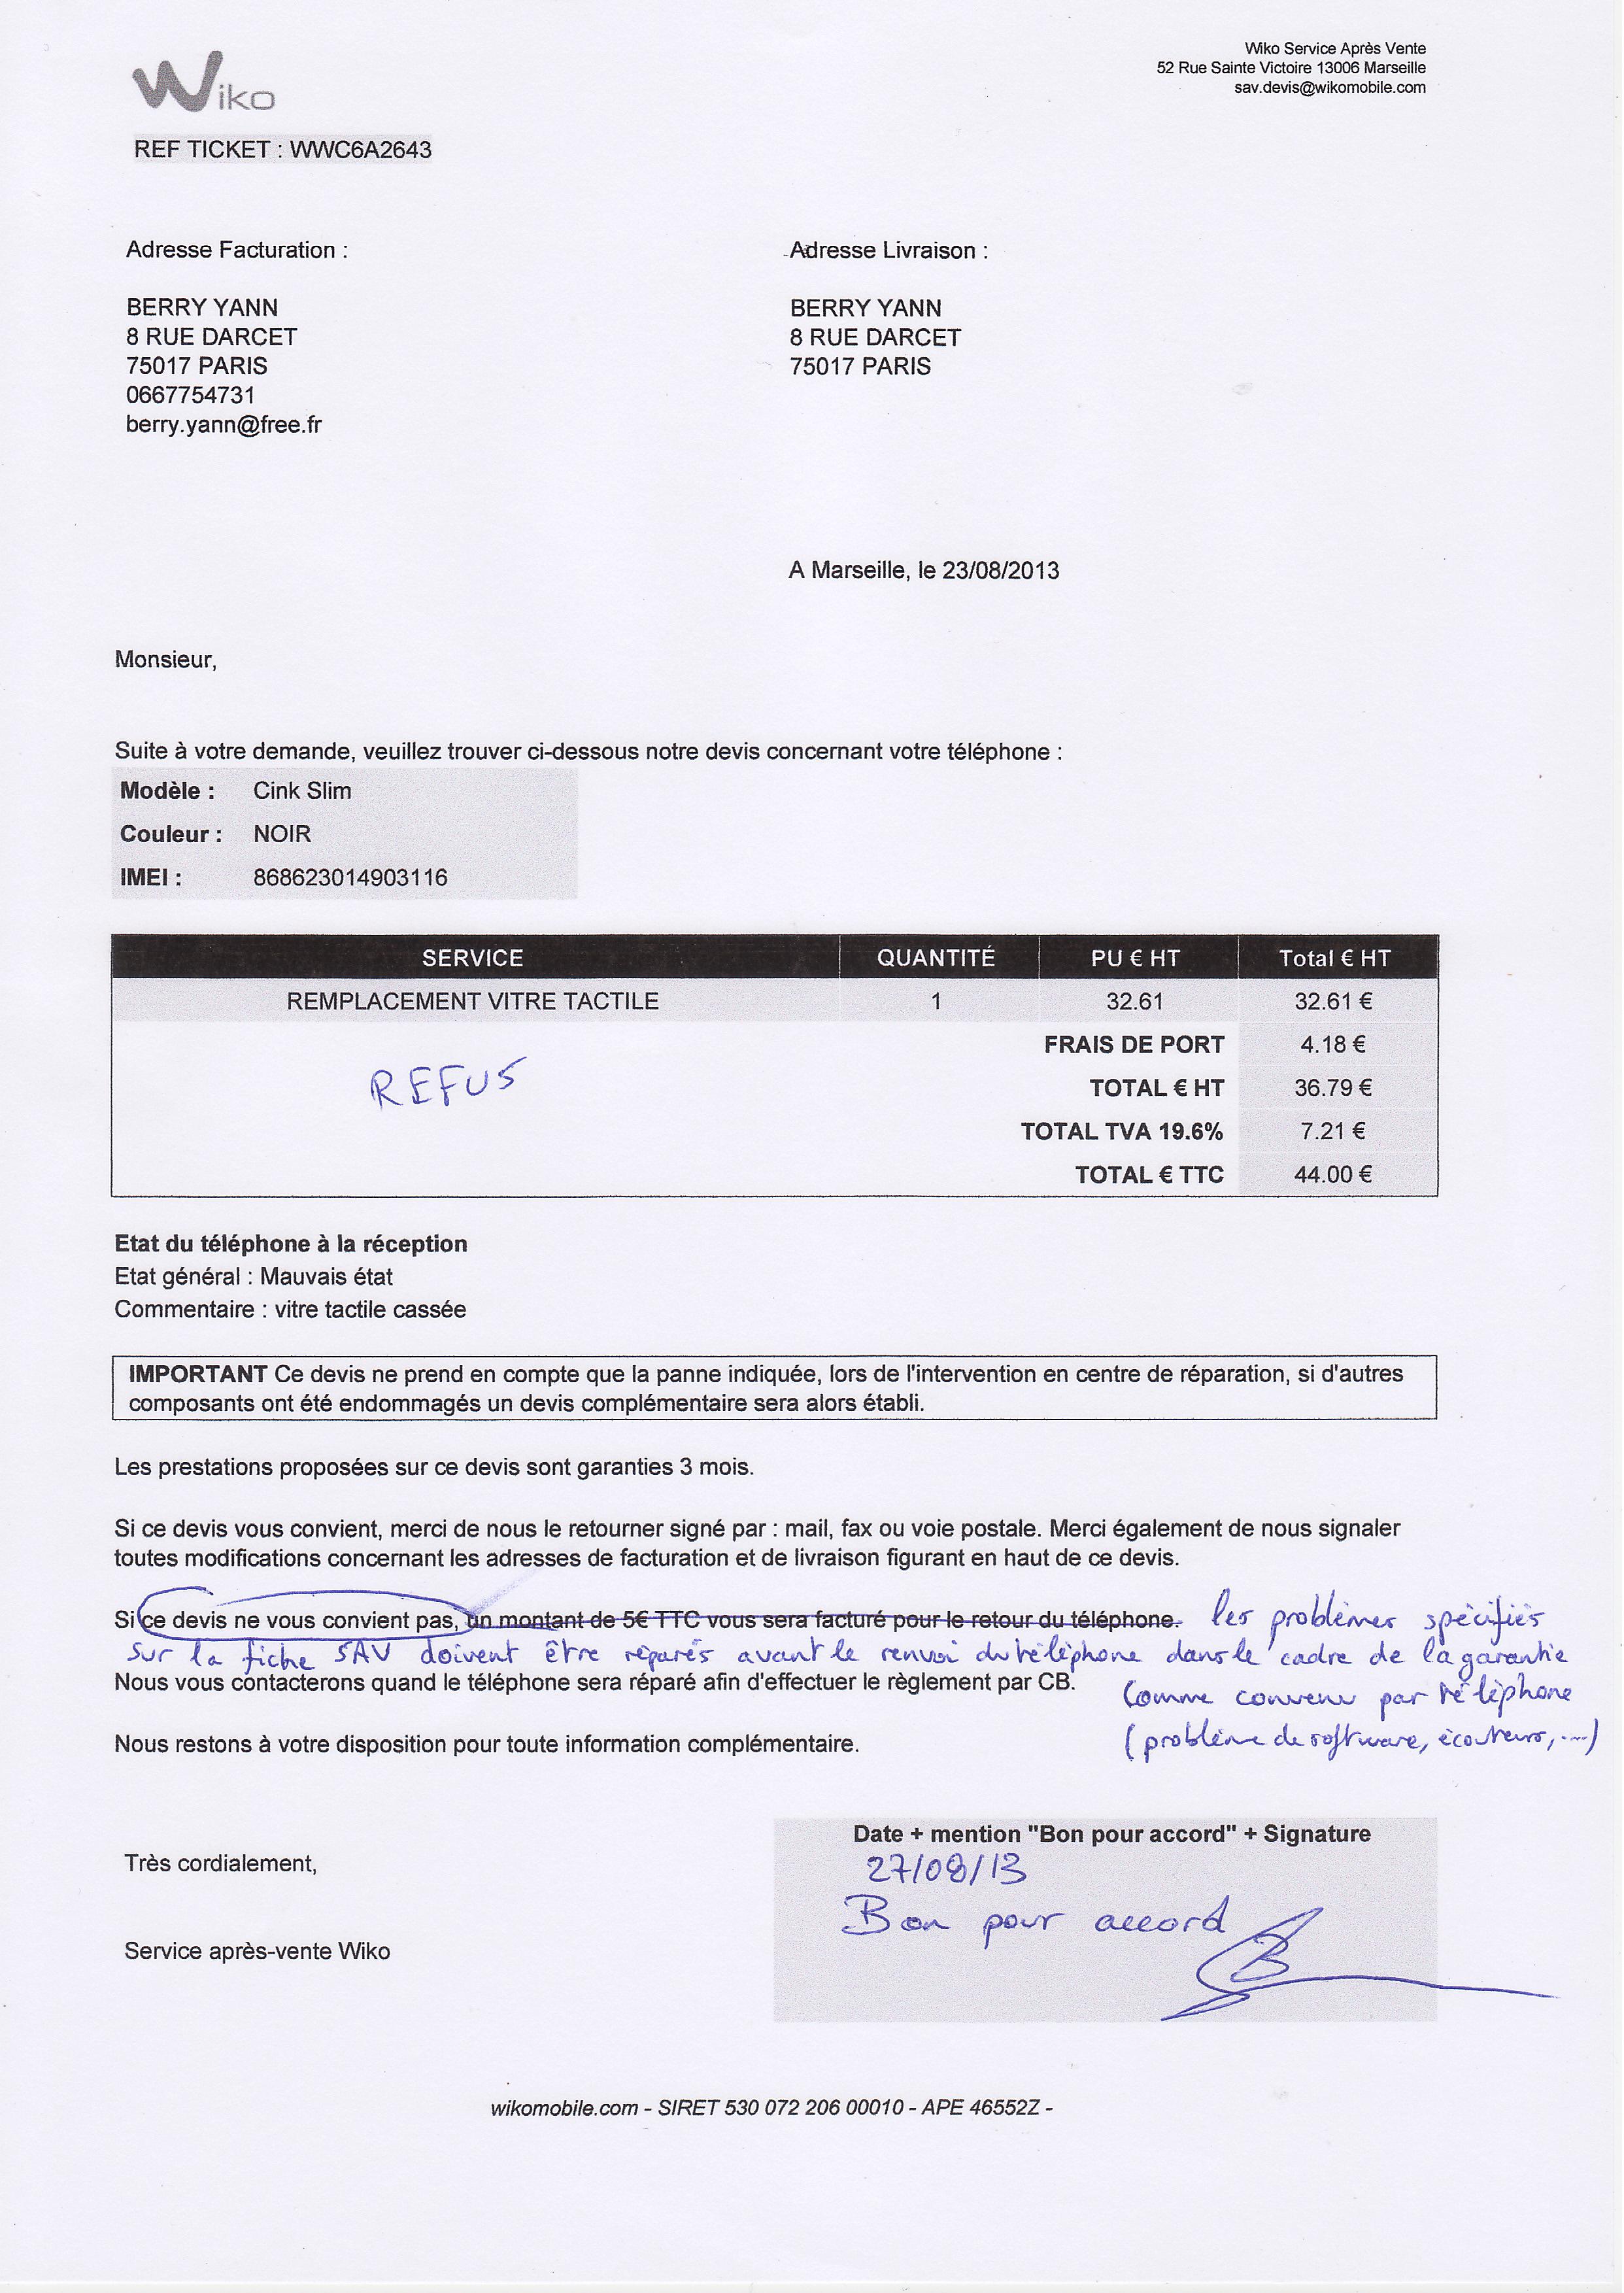 Wiko
Wiko Service Après Vente
52 Rue Sainte Victoire 13006 Marseille
sav.devis@wikomobile.com
REF TICKET : WWC6A2643
Adresse Facturation :
BERRY YANN
8 RUE DARCET
75017 PARIS
0667754731
berry.yann@free.fr
Adresse Livraison :
BERRY YANN
8 RUE DARCET
75017 PARIS
A Marseille, le 23/08/2013
Monsieur,
Suite à votre demande, veuillez trouver ci-dessous notre devis concernant votre téléphone :
Modèle : Cink Slim
Couleur : NOIR
IMEI : 868623014903116
SERVICE QUANTITÉ PU € HT Total € HT
REMPLACEMENT VITRE TACTILE 1 32.61 32.61 €
FRAIS DE PORT 4.18 €
REFUS
TOTAL € HT 36.79 €
TOTAL TVA 19.6% 7.21 €
TOTAL € TTC 44.00 €
Etat du téléphone à la réception
Etat général : Mauvais état
Commentaire : vitre tactile cassée
IMPORTANT Ce devis ne prend en compte que la panne indiquée, lors de l'intervention en centre de réparation, si d'autres
composants ont été endommagés un devis complémentaire sera alors établi.
Les prestations proposées sur ce devis sont garanties 3 mois.
Si ce devis vous convient, merci de nous le retourner signé par : mail, fax ou voie postale. Merci également de nous signaler
toutes modifications concernant les adresses de facturation et de livraison figurant en haut de ce devis.
Si ce devis ne vous convient pas, un montant de 5€ TTC vous sera facturé pour le retour du téléphone. les problèmes spécifiés
sur la fiche SAV doivent être réparés avant le renvoi du téléphone dans le cadre de la garantie
Nous vous contacterons quand le téléphone sera réparé afin d'effectuer le règlement par CB.
comme convenu par téléphone
(problème de software, écouteurs, ...)
Nous restons à votre disposition pour toute information complémentaire.
Date + mention "Bon pour accord" + Signature
27/08/13
Bon pour accord
Très cordialement,
Service après-vente Wiko
wikomobile.com - SIRET 530 072 206 00010 - APE 46552Z -